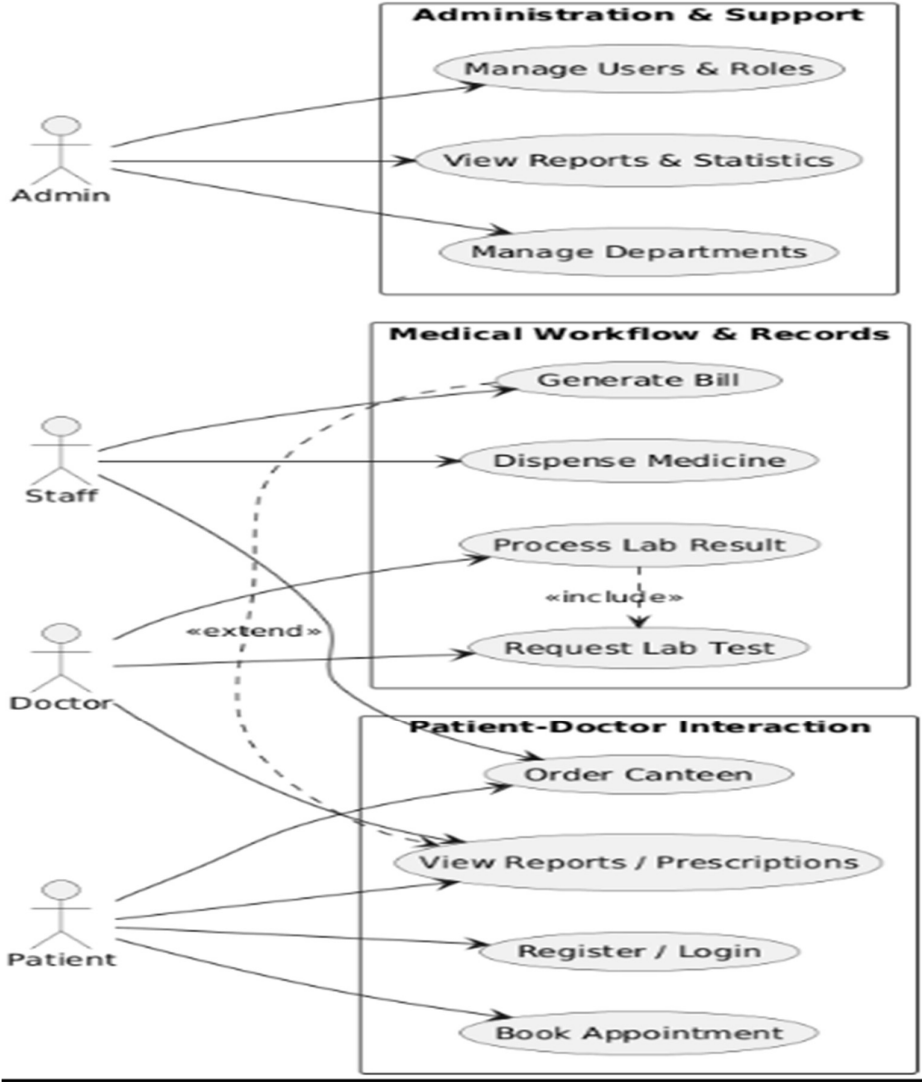 Administration & Support
Manage Users & Roles
View Reports & Statistics
Admin
Manage Departments
Medical Workflow & Records
Generate Bill
Dispense Medicine
Staff
Process Lab Result
«include»
«extend»
Request Lab Test
Doctor
Patient-Doctor Interaction
Order Canteen
View Reports / Prescriptions
Register / Login
Patient
Book Appointment